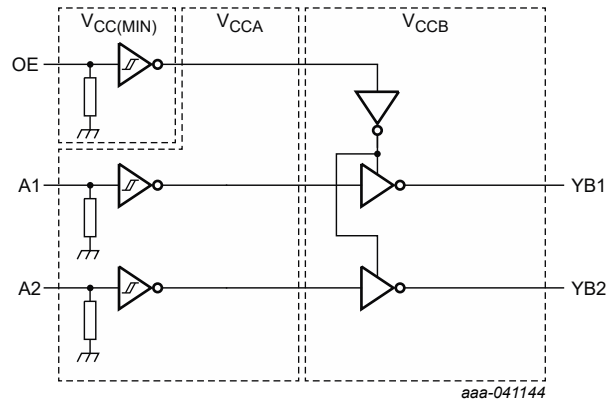 VCC(MIN) VCCA VCCB
OE
A1 YB1
A2 YB2
aaa-041144